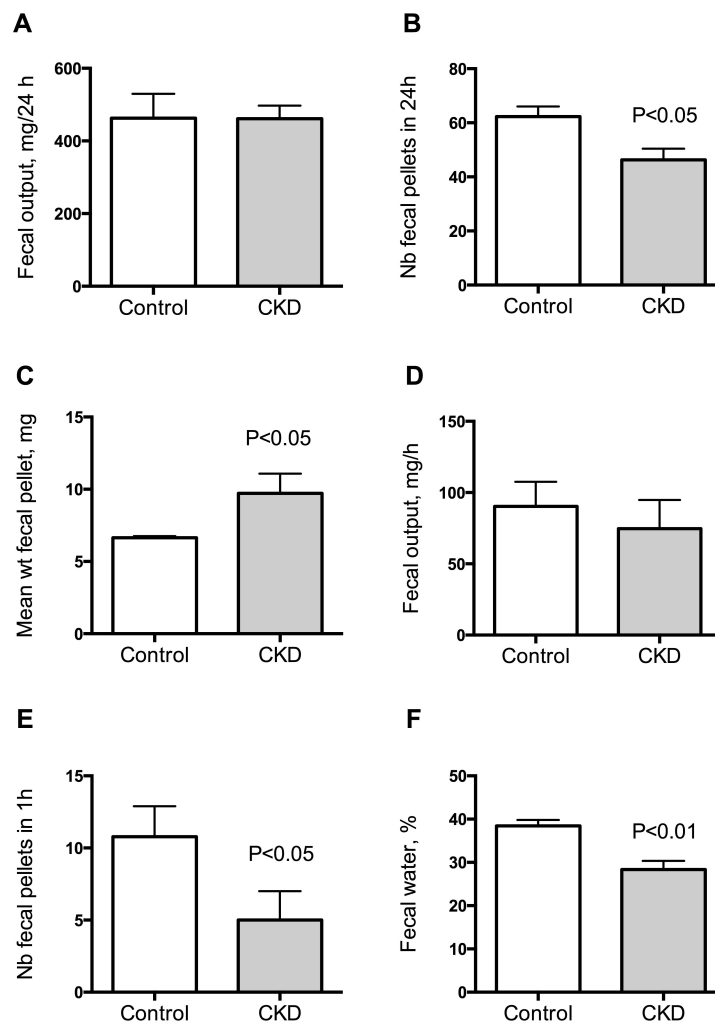 A
Fecal output, mg/24 h
600
400
200
0
Control
CKD
B
Nb fecal pellets in 24h
80
60
40
20
0
P<0.05
Control
CKD
C
Mean wt fecal pellet, mg
15
10
5
0
P<0.05
Control
CKD
D
Fecal output, mg/h
150
100
50
0
Control
CKD
E
Nb fecal pellets in 1h
15
10
5
0
P<0.05
Control
CKD
F
Fecal water, %
50
40
30
20
10
0
P<0.01
Control
CKD